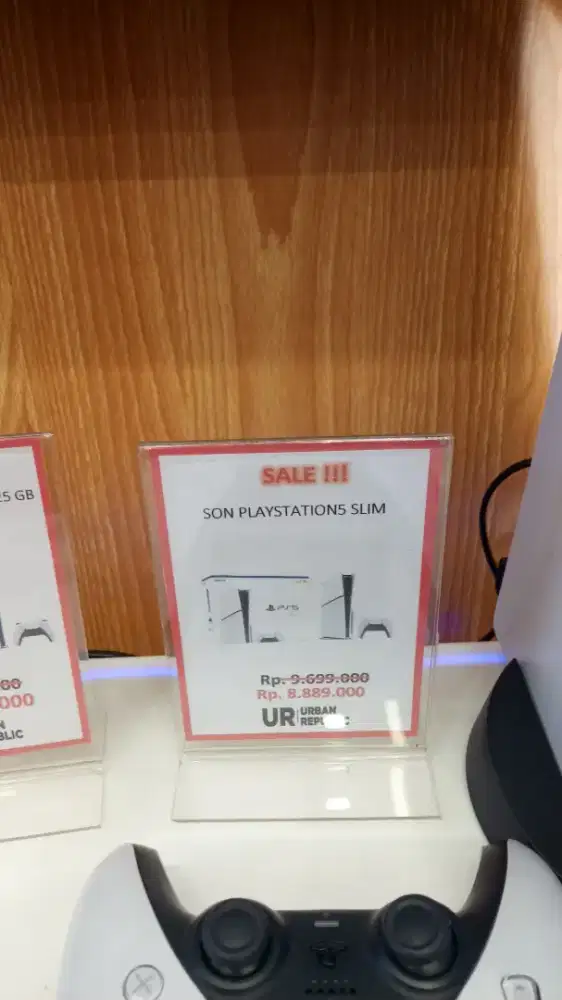 25 GB
00
000
N
BLIC
SALE !!!
SON PLAYSTATION5 SLIM
PS5
Rp. 9.699.000
Rp. 8.889.000
UR URBAN
REPUBLIC